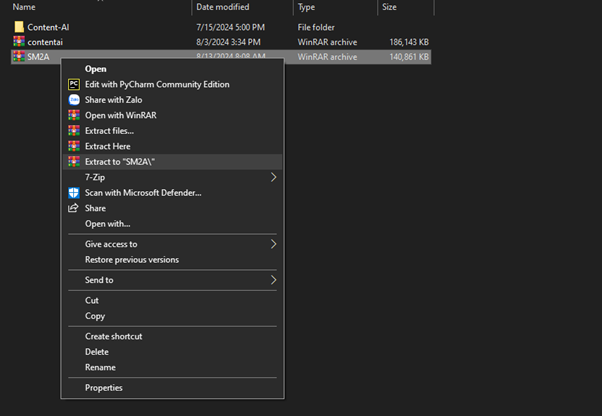 Name Date modified Type Size
Content-AI 7/15/2024 5:00 PM File folder
contentai 8/3/2024 3:34 PM WinRAR archive 186,143 KB
SM2A 8/13/2024 8:08 AM WinRAR archive 140,861 KB
Open
Edit with PyCharm Community Edition
Share with Zalo
Open with WinRAR
Extract files...
Extract Here
Extract to "SM2A\"
7-Zip
Scan with Microsoft Defender...
Share
Open with...
Give access to
Restore previous versions
Send to
Cut
Copy
Create shortcut
Delete
Rename
Properties